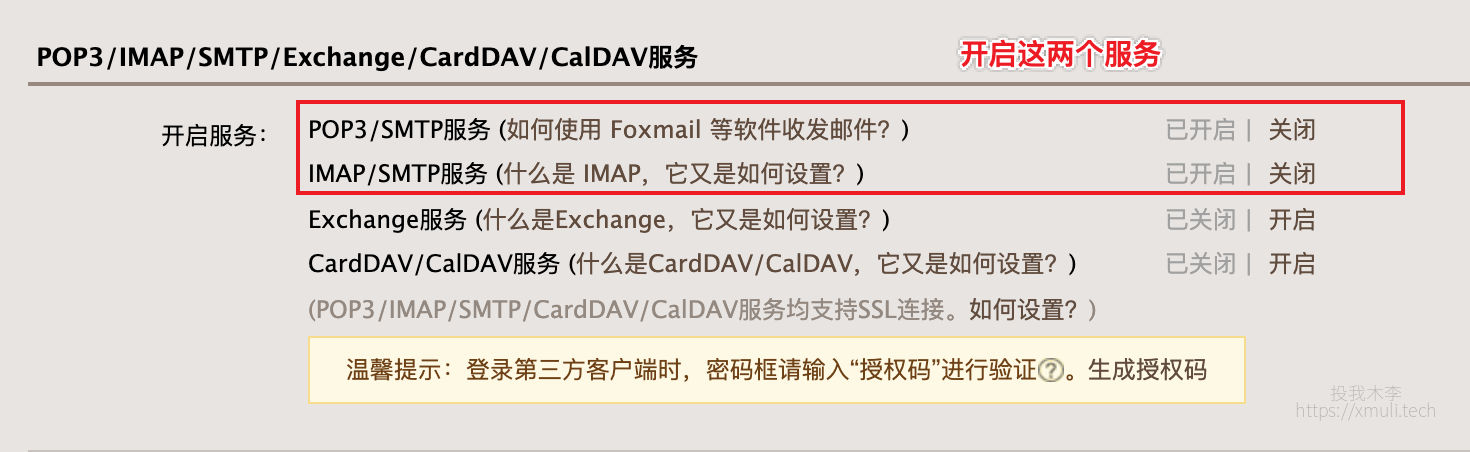 POP3/IMAP/SMTP/Exchange/CardDAV/CalDAV服务 开启这两个服务
开启服务： POP3/SMTP服务 (如何使用 Foxmail 等软件收发邮件？) 已开启 | 关闭
IMAP/SMTP服务 (什么是 IMAP，它又是如何设置？) 已开启 | 关闭
Exchange服务 (什么是Exchange，它又是如何设置？) 已关闭 | 开启
CardDAV/CalDAV服务 (什么是CardDAV/CalDAV，它又是如何设置？) 已关闭 | 开启
(POP3/IMAP/SMTP/CardDAV/CalDAV服务均支持SSL连接。如何设置？)
温馨提示：登录第三方客户端时，密码框请输入“授权码”进行验证?。生成授权码
投我木李
https://xmuli.tech